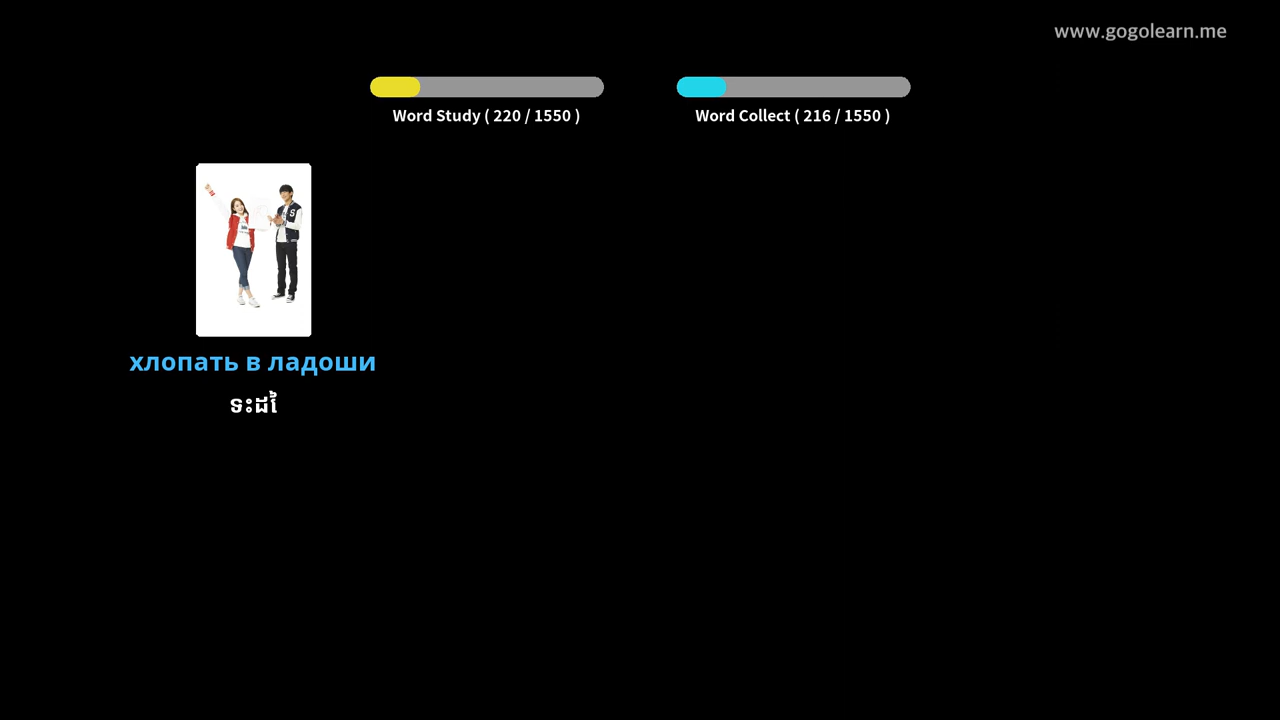 www.gogolearn.me
Word Study ( 220 / 1550 )
Word Collect ( 216 / 1550 )
хлопать в ладоши
ទះដៃ